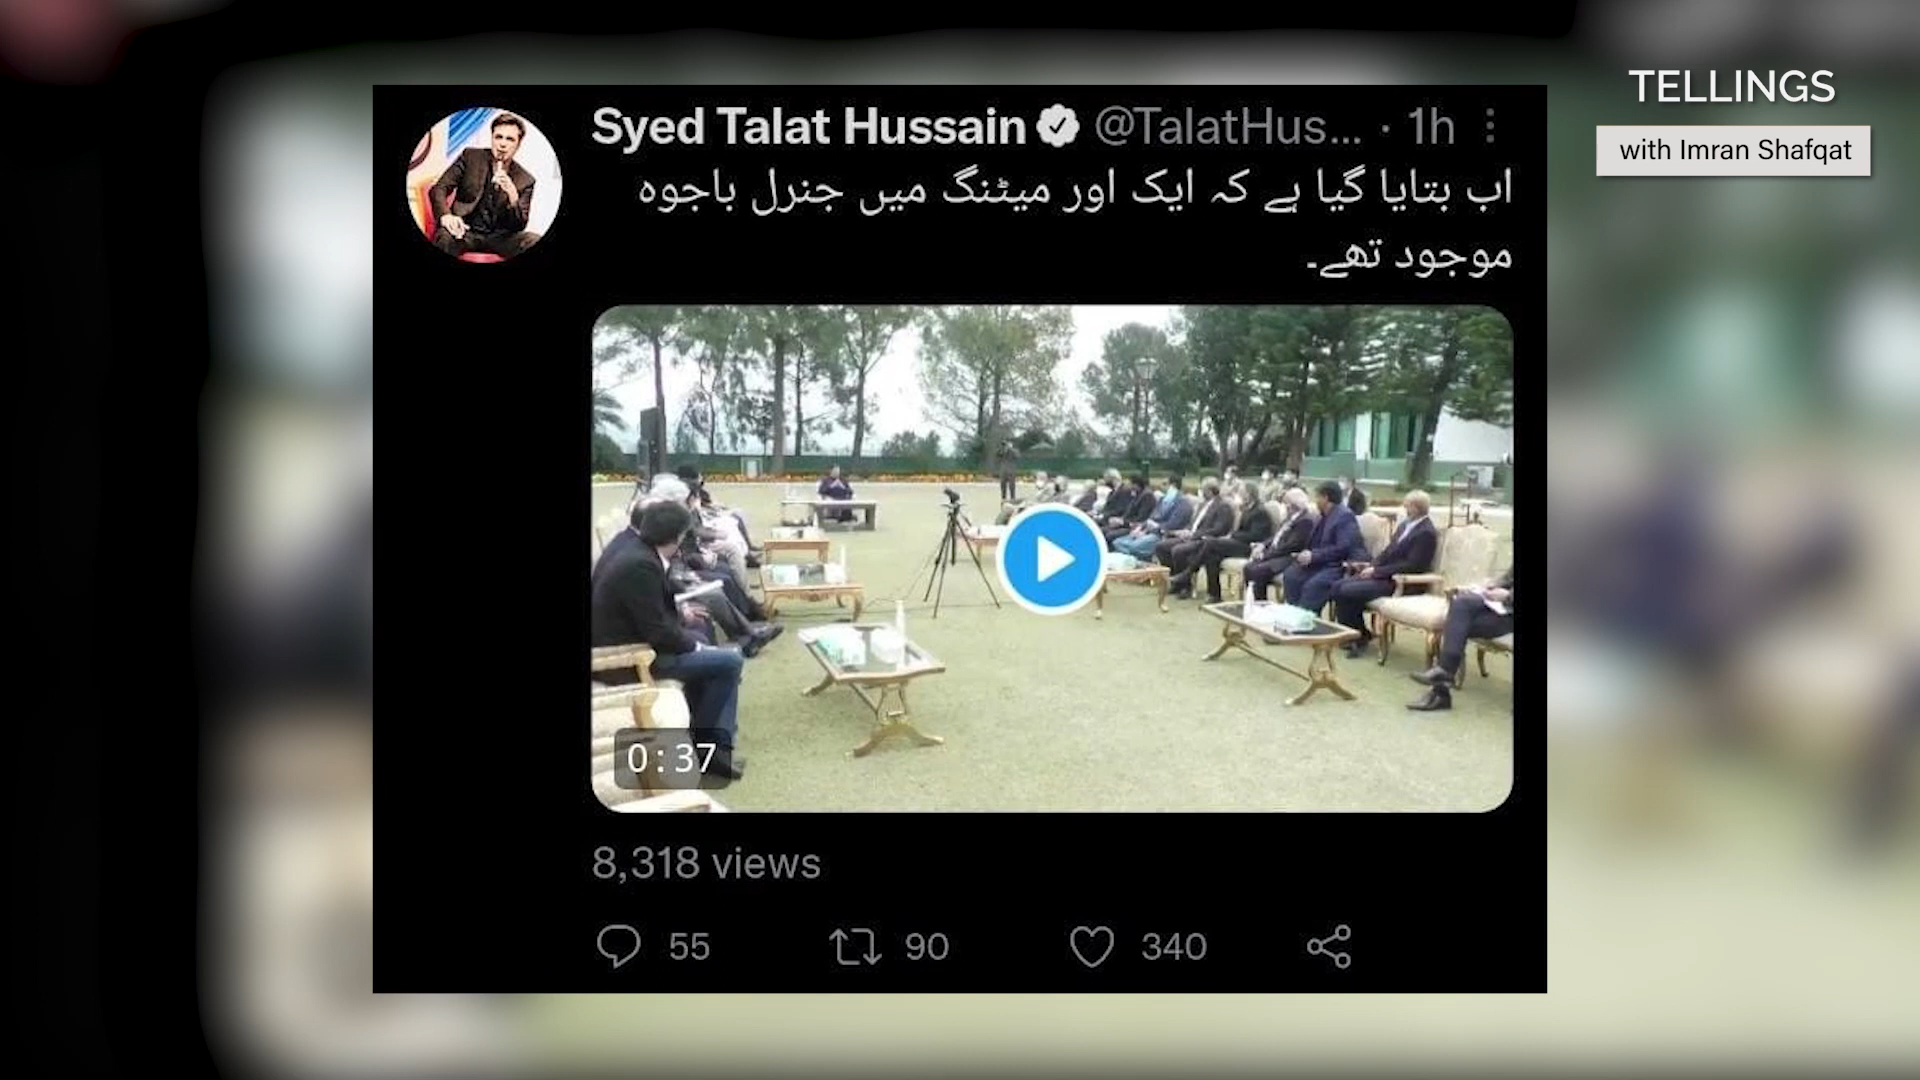 TELLINGS
with Imran Shafqat
Syed Talat Hussain @TalatHus... · 1h
اب بتایا گیا ہے کہ ایک اور میٹنگ میں جنرل باجوہ
موجود تھے۔
0:37
8,318 views
55 90 340